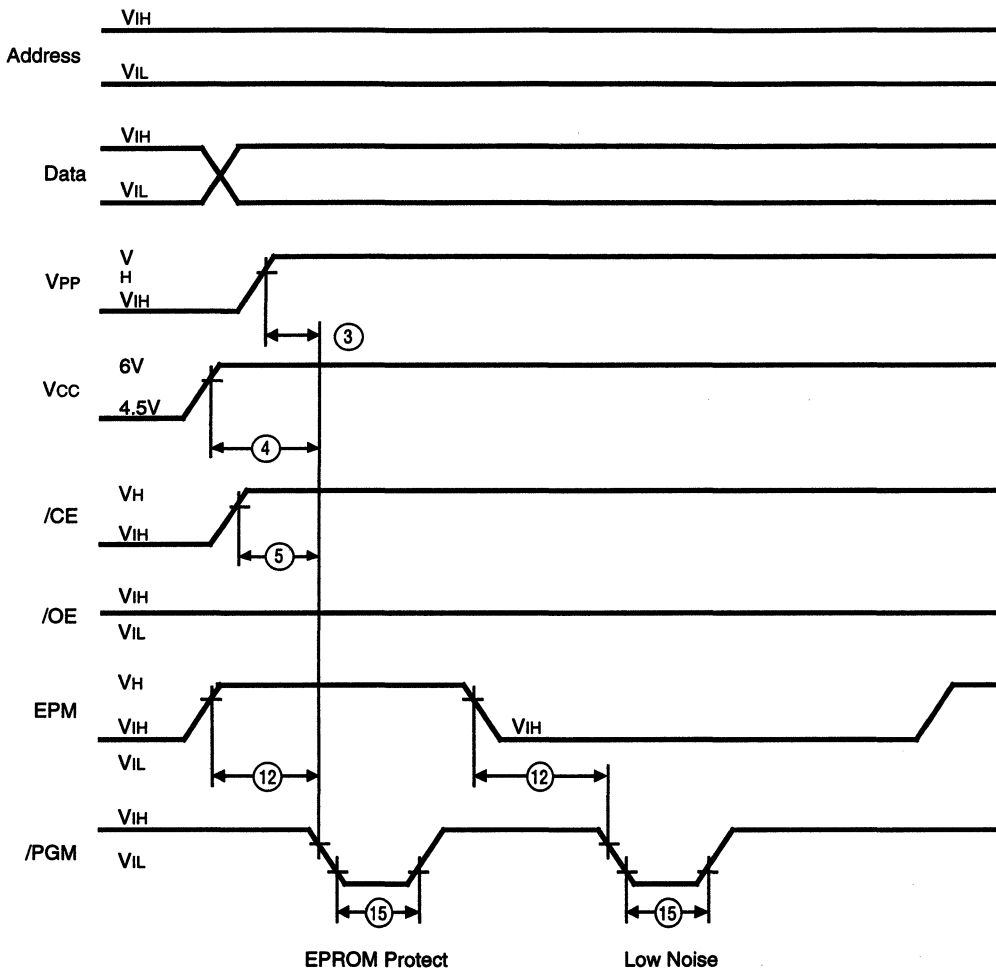 VIH
Address
VIL
VIH
Data
VIL
V
H
VPP
VIH
3
6V
VCC
4.5V
4
VH
/CE
VIH
5
VIH
/OE
VIL
VH
EPM
VIH
VIH
VIL
12
12
VIH
/PGM
VIL
15
15
EPROM Protect
Low Noise